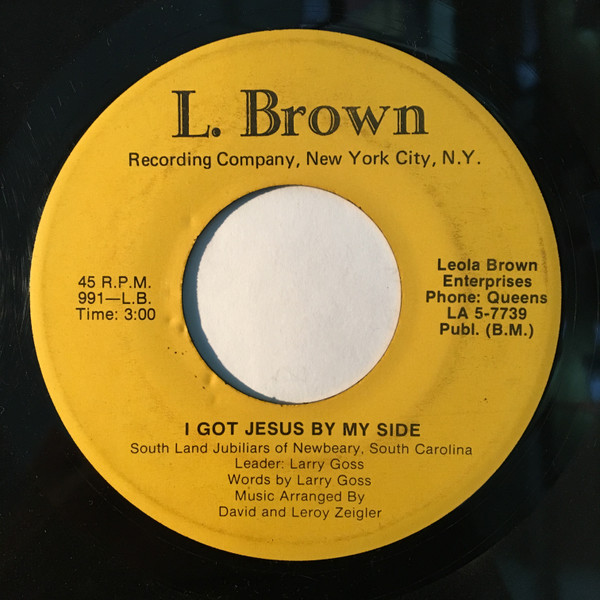 L. Brown
Recording Company, New York City, N.Y.
45 R.P.M.
991—L.B.
Time: 3:00
Leola Brown
Enterprises
Phone: Queens
LA 5-7739
Publ. (B.M.)
I GOT JESUS BY MY SIDE
South Land Jubiliars of Newbeary, South Carolina
Leader: Larry Goss
Words by Larry Goss
Music Arranged By
David and Leroy Zeigler